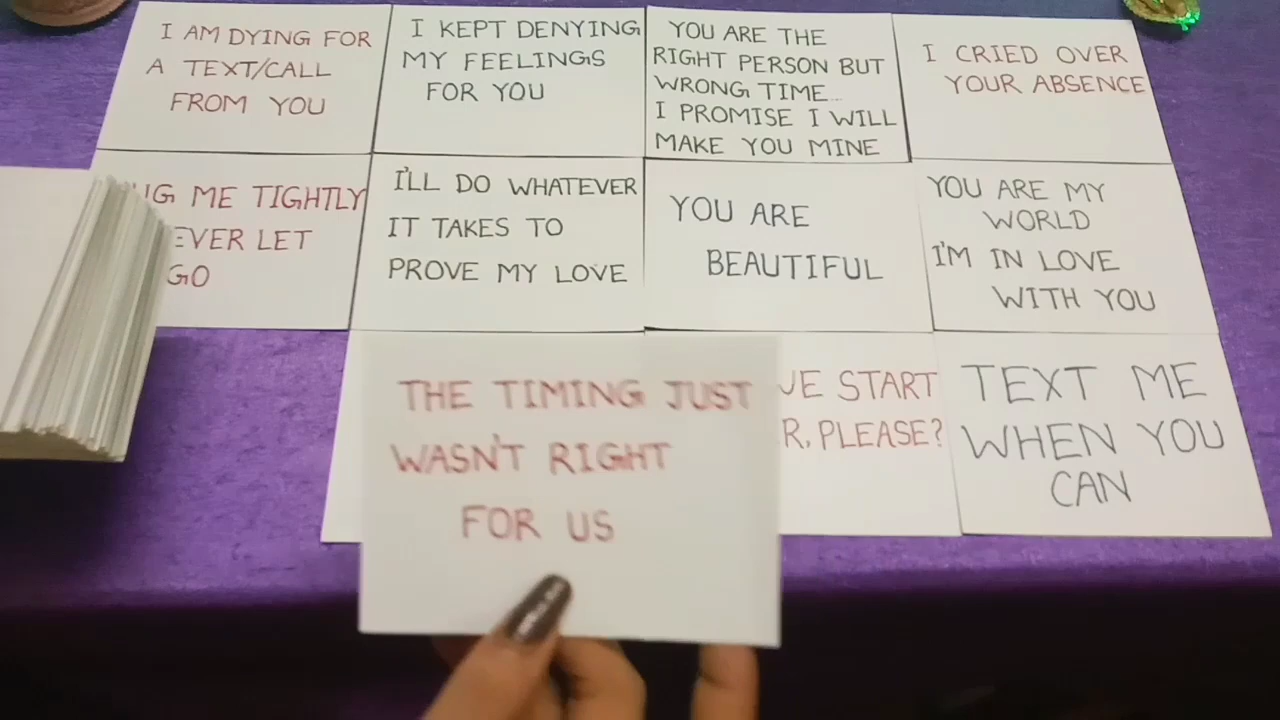 I AM DYING FOR
A TEXT/CALL
FROM YOU
I KEPT DENYING
MY FEELINGS
FOR YOU
YOU ARE THE
RIGHT PERSON BUT
WRONG TIME...
I PROMISE I WILL
MAKE YOU MINE
I CRIED OVER
YOUR ABSENCE
ME TIGHTLY
LET
GO
I'LL DO WHATEVER
IT TAKES TO
PROVE MY LOVE
YOU ARE
BEAUTIFUL
YOU ARE MY
WORLD
I'M IN LOVE
WITH YOU
THE TIMING JUST
WASN'T RIGHT
FOR US
START
PLEASE?
TEXT ME
WHEN YOU
CAN